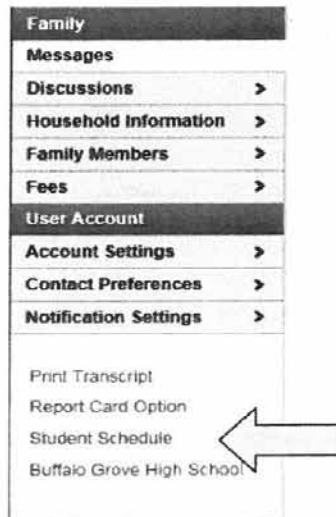 Family
Messages
Discussions >
Household Information >
Family Members >
Fees >
User Account
Account Settings >
Contact Preferences >
Notification Settings >
Print Transcript
Report Card Option
Student Schedule
Buffalo Grove High School